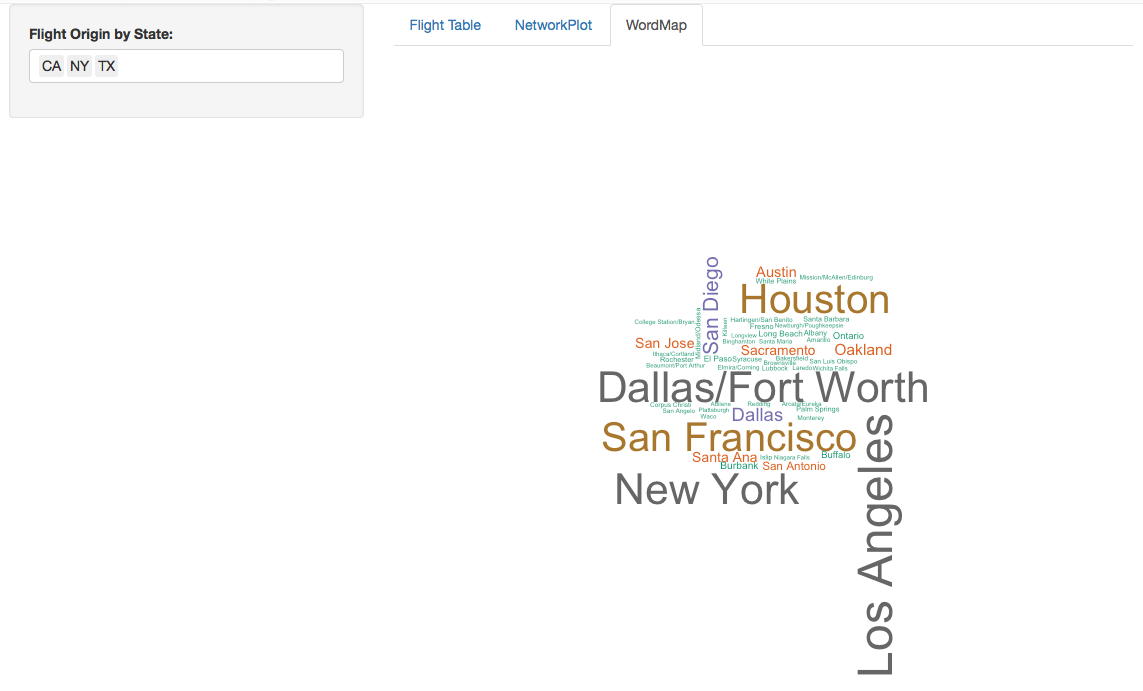 Flight Origin by State:
CA NY TX
Flight Table NetworkPlot WordMap
San Diego
Austin
Mission/McAllen/Edinburg
White Plains
Houston
College Station/Bryan
Midland/Odessa
Killeen
Harlingen/San Benito
Santa Barbara
Fresno
Newburgh/Poughkeepsie
Longview
Long Beach
Albany
Ontario
San Jose
Binghamton
Santa Maria
Amarillo
Ithaca/Cortland
Sacramento
Oakland
Rochester
El Paso
Syracuse
Bakersfield
Brownsville
San Luis Obispo
Beaumont/Port Arthur
Elmira/Corning
Lubbock
Laredo
Wichita Falls
Dallas/Fort Worth
Corpus Christi
Abilene
Redding
Arcata/Eureka
San Angelo
Plattsburgh
Palm Springs
Waco
Dallas
Monterey
San Francisco
Los Angeles
Santa Ana
Islip
Niagara Falls
Buffalo
Burbank
San Antonio
New York